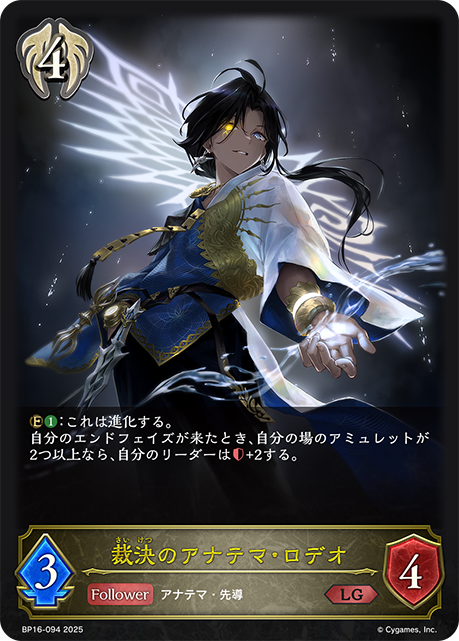 4
E 1:これは進化する。
自分のエンドフェイズが来たとき、自分の場のアミュレットが
2つ以上なら、自分のリーダーは+2する。
さい けつ
裁決のアナテマ・ロデオ
3
Follower アナテマ・先導 LG
4
BP16-094 2025 © Cygames, Inc.